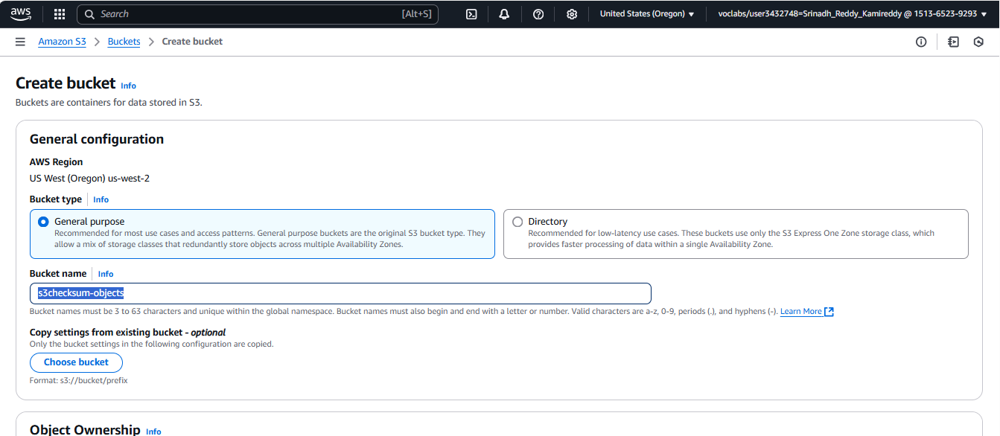 aws Search [Alt+S] United States (Oregon) ▼ voclabs/user3432748=Srinadh_Reddy_Kamireddy @ 1513-6523-9293 ▼
Amazon S3 > Buckets > Create bucket
Create bucket Info
Buckets are containers for data stored in S3.
General configuration
AWS Region
US West (Oregon) us-west-2
Bucket type Info
General purpose
Recommended for most use cases and access patterns. General purpose buckets are the original S3 bucket type. They
allow a mix of storage classes that redundantly store objects across multiple Availability Zones.
Directory
Recommended for low-latency use cases. These buckets use only the S3 Express One Zone storage class, which
provides faster processing of data within a single Availability Zone.
Bucket name Info
s3checksum-objects
Bucket names must be 3 to 63 characters and unique within the global namespace. Bucket names must also begin and end with a letter or number. Valid characters are a-z, 0-9, periods (.), and hyphens (-). Learn More
Copy settings from existing bucket - optional
Only the bucket settings in the following configuration are copied.
Choose bucket
Format: s3://bucket/prefix
Object Ownership Info